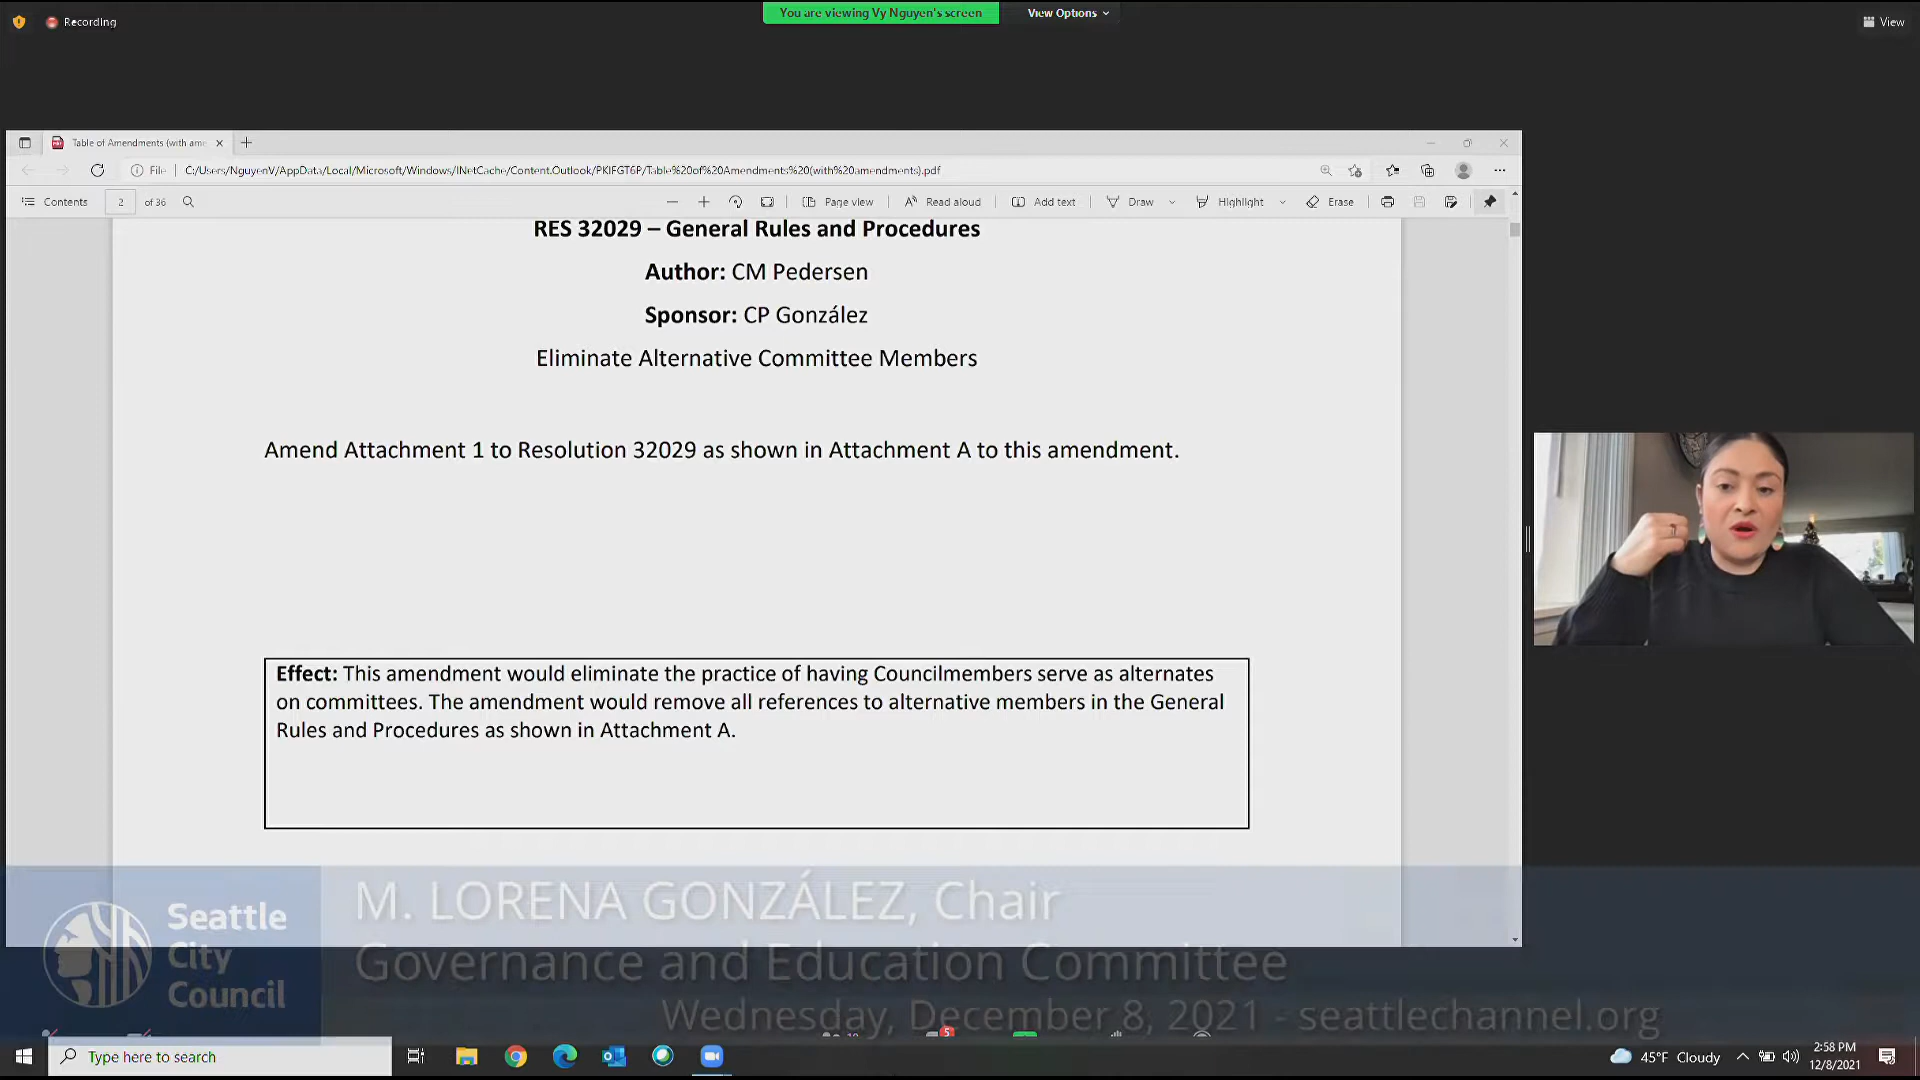 Recording
You are viewing Vy Nguyen's screen
View Options
View
Table of Amendments (with ame
File
C:/Users/NguyenV/AppData/Local/Microsoft/Windows/INetCache/Content.Outlook/PKIFGT6P/Table%20of%20Amendments%20(with%20amendments).pdf
Contents
2
of 36
Page view
Read aloud
Add text
Draw
Highlight
Erase
RES 32029 – General Rules and Procedures
Author: CM Pedersen
Sponsor: CP González
Eliminate Alternative Committee Members
Amend Attachment 1 to Resolution 32029 as shown in Attachment A to this amendment.
Effect: This amendment would eliminate the practice of having Councilmembers serve as alternates
on committees. The amendment would remove all references to alternative members in the General
Rules and Procedures as shown in Attachment A.
Seattle
City
Council
M. LORENA GONZÁLEZ, Chair
Governance and Education Committee
Wednesday, December 8, 2021 - seattlechannel.org
5
Type here to search
45°F Cloudy
2:58 PM
12/8/2021